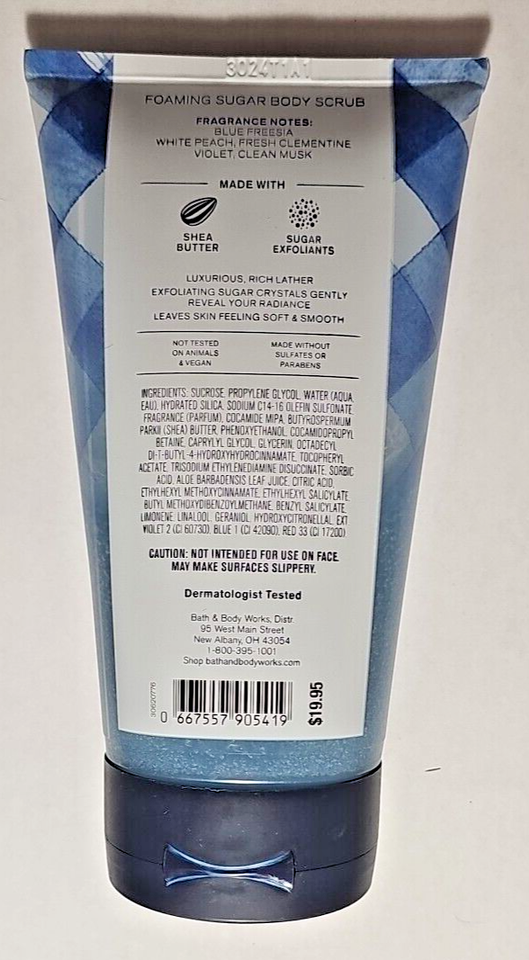 3024T1A1
FOAMING SUGAR BODY SCRUB
FRAGRANCE NOTES:
BLUE FREESIA
WHITE PEACH, FRESH CLEMENTINE
VIOLET, CLEAN MUSK
MADE WITH
SHEA
BUTTER
SUGAR
EXFOLIANTS
LUXURIOUS, RICH LATHER
EXFOLIATING SUGAR CRYSTALS GENTLY
REVEAL YOUR RADIANCE
LEAVES SKIN FEELING SOFT & SMOOTH
NOT TESTED
ON ANIMALS
& VEGAN
MADE WITHOUT
SULFATES OR
PARABENS
INGREDIENTS: SUCROSE, PROPYLENE GLYCOL, WATER (AQUA,
EAU), HYDRATED SILICA, SODIUM C14-16 OLEFIN SULFONATE,
FRAGRANCE (PARFUM), COCAMIDE MIPA, BUTYROSPERMUM
PARKII (SHEA) BUTTER, PHENOXYETHANOL, COCAMIDOPROPYL
BETAINE, CAPRYLYL GLYCOL, GLYCERIN, OCTADECYL
DI-T-BUTYL-4-HYDROXYHYDROCINNAMATE, TOCOPHERYL
ACETATE, TRISODIUM ETHYLENEDIAMINE DISUCCINATE, SORBIC
ACID, ALOE BARBADENSIS LEAF JUICE, CITRIC ACID,
ETHYLHEXYL METHOXYCINNAMATE, ETHYLHEXYL SALICYLATE,
BUTYL METHOXYDIBENZOYLMETHANE, BENZYL SALICYLATE,
LIMONENE, LINALOOL, GERANIOL, HYDROXYCITRONELLAL, EXT
VIOLET 2 (CI 60730), BLUE 1 (CI 42090), RED 33 (CI 17200)
CAUTION: NOT INTENDED FOR USE ON FACE.
MAY MAKE SURFACES SLIPPERY.
Dermatologist Tested
Bath & Body Works, Distr.
95 West Main Street
New Albany, OH 43054
1-800-395-1001
Shop bathandbodyworks.com
30620776
0 667557 905419
$19.95